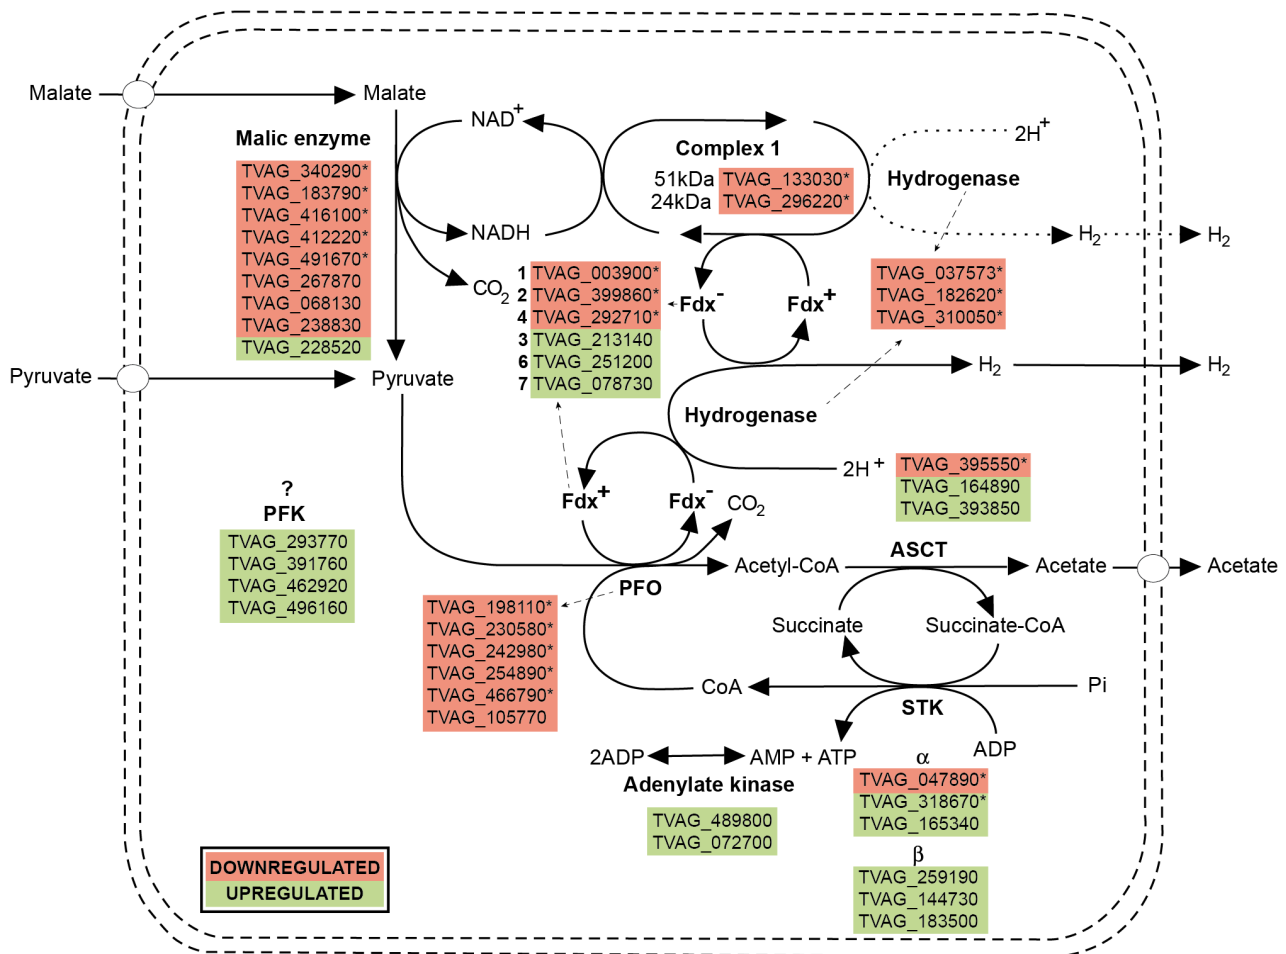 Malate
Malate
NAD+
2H+
Malic enzyme
Complex 1
TVAG_340290*
TVAG_183790*
TVAG_416100*
TVAG_412220*
TVAG_491670*
TVAG_267870
TVAG_068130
TVAG_238830
TVAG_228520
51kDa TVAG_133030*
24kDa TVAG_296220*
Hydrogenase
NADH
H2
H2
CO2
1 TVAG_003900*
2 TVAG_399860*
4 TVAG_292710*
3 TVAG_213140
6 TVAG_251200
7 TVAG_078730
Fdx-
Fdx+
TVAG_037573*
TVAG_182620*
TVAG_310050*
Pyruvate
Pyruvate
H2
H2
Hydrogenase
2H+
TVAG_395550*
TVAG_164890
TVAG_393850
?
PFK
TVAG_293770
TVAG_391760
TVAG_462920
TVAG_496160
Fdx+
Fdx-
CO2
PFO
Acetyl-CoA
ASCT
Acetate
Acetate
TVAG_198110*
TVAG_230580*
TVAG_242980*
TVAG_254890*
TVAG_466790*
TVAG_105770
Succinate
Succinate-CoA
CoA
Pi
STK
2ADP
AMP + ATP
ADP
Adenylate kinase
TVAG_489800
TVAG_072700
α
TVAG_047890*
TVAG_318670*
TVAG_165340
β
TVAG_259190
TVAG_144730
TVAG_183500
DOWNREGULATED
UPREGULATED